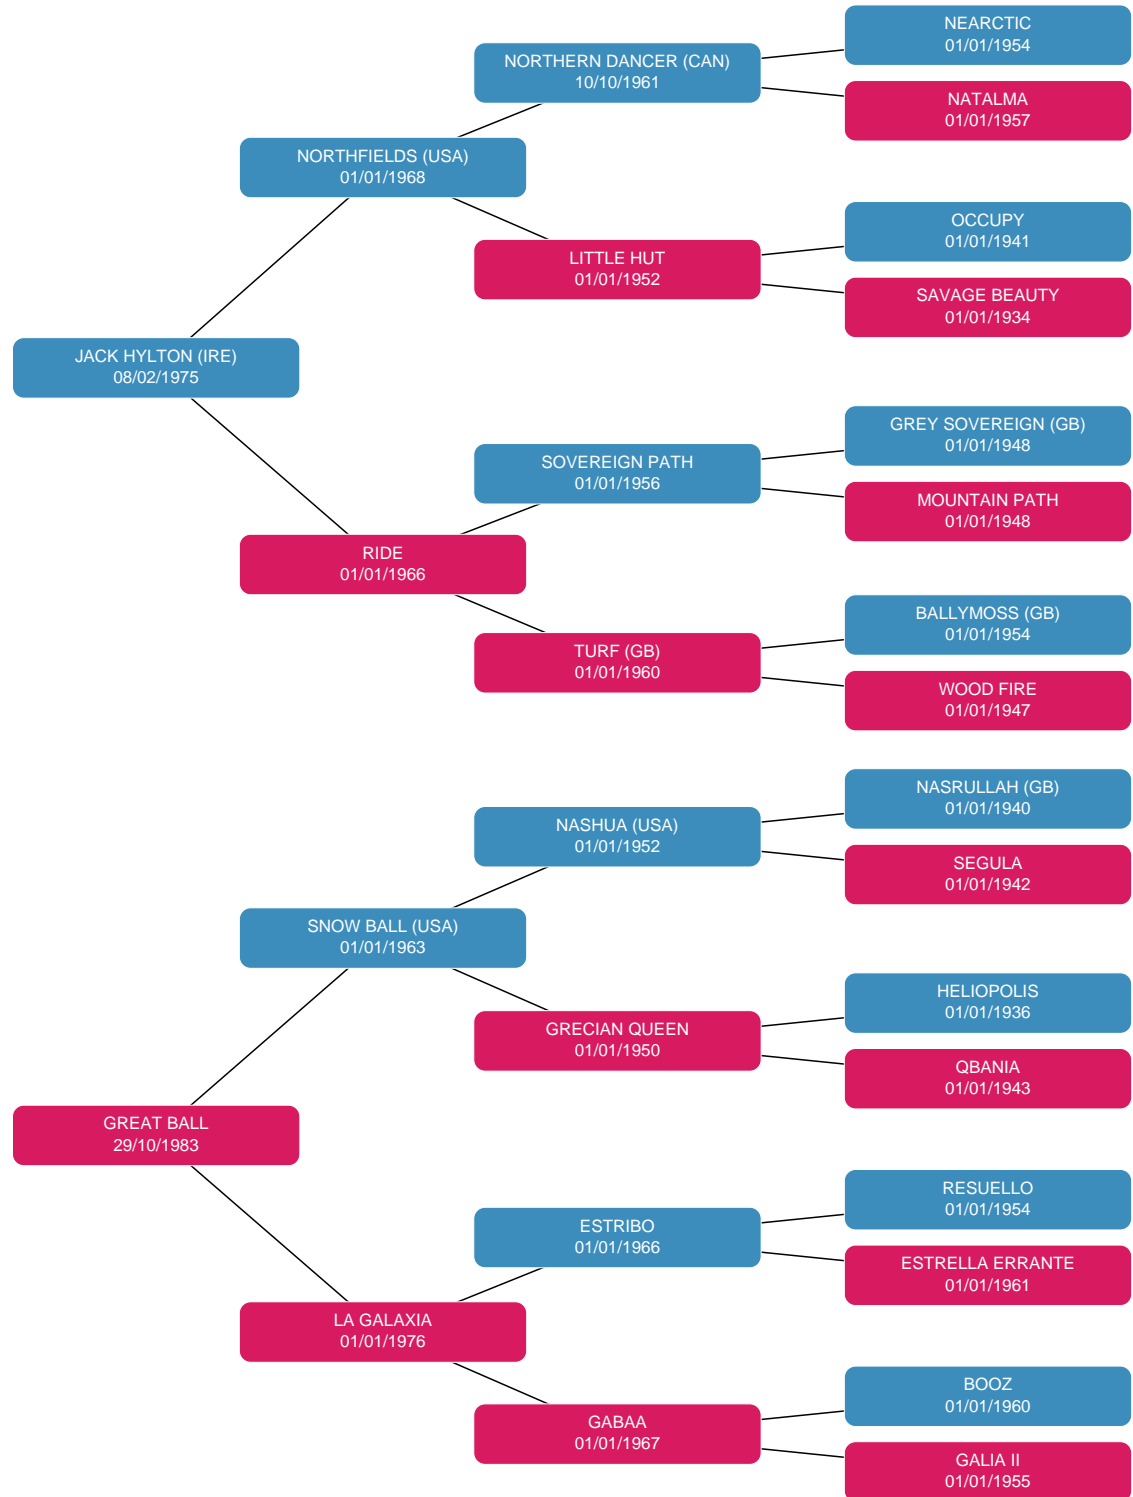 NEARCTIC
01/01/1954
NORTHERN DANCER (CAN)
10/10/1961
NATALMA
01/01/1957
NORTHFIELDS (USA)
01/01/1968
OCCUPY
01/01/1941
LITTLE HUT
01/01/1952
SAVAGE BEAUTY
01/01/1934
JACK HYLTON (IRE)
08/02/1975
GREY SOVEREIGN (GB)
01/01/1948
SOVEREIGN PATH
01/01/1956
MOUNTAIN PATH
01/01/1948
RIDE
01/01/1966
BALLYMOSS (GB)
01/01/1954
TURF (GB)
01/01/1960
WOOD FIRE
01/01/1947
NASRULLAH (GB)
01/01/1940
NASHUA (USA)
01/01/1952
SEGULA
01/01/1942
SNOW BALL (USA)
01/01/1963
HELIOPOLIS
01/01/1936
GRECIAN QUEEN
01/01/1950
QBANIA
01/01/1943
GREAT BALL
29/10/1983
RESUELLO
01/01/1954
ESTRIBO
01/01/1966
ESTRELLA ERRANTE
01/01/1961
LA GALAXIA
01/01/1976
BOOZ
01/01/1960
GABAA
01/01/1967
GALIA II
01/01/1955